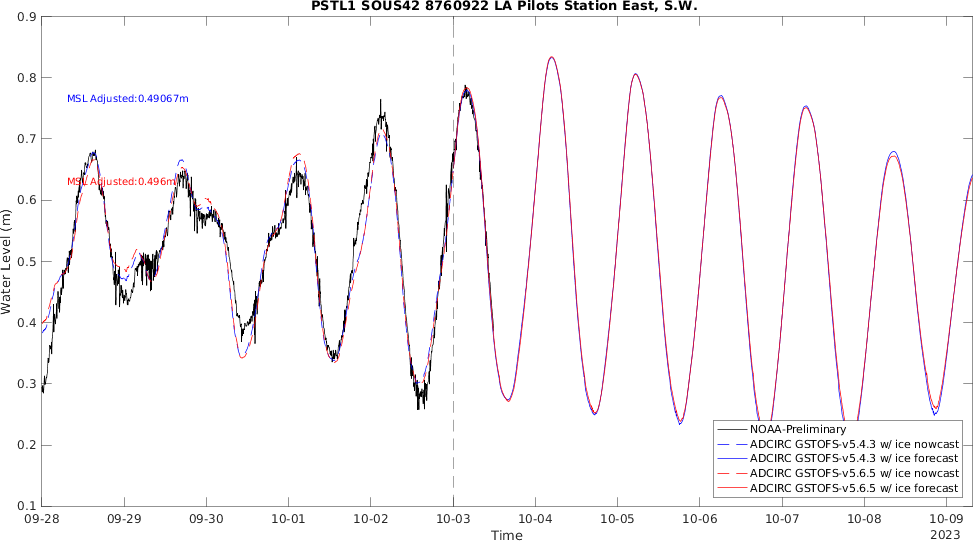 PSTL1 SOUS42 8760922 LA Pilots Station East, S.W.
0.9
0.8
MSL Adjusted:0.49067m
0.7
MSL Adjusted:0.496m
0.6
0.5
0.4
0.3
0.2
0.1
Water Level (m)
NOAA-Preliminary
ADCIRC GSTOFS-v5.4.3 w/ ice nowcast
ADCIRC GSTOFS-v5.4.3 w/ ice forecast
ADCIRC GSTOFS-v5.6.5 w/ ice nowcast
ADCIRC GSTOFS-v5.6.5 w/ ice forecast
09-28 09-29 09-30 10-01 10-02 10-03 10-04 10-05 10-06 10-07 10-08 10-09
Time
2023